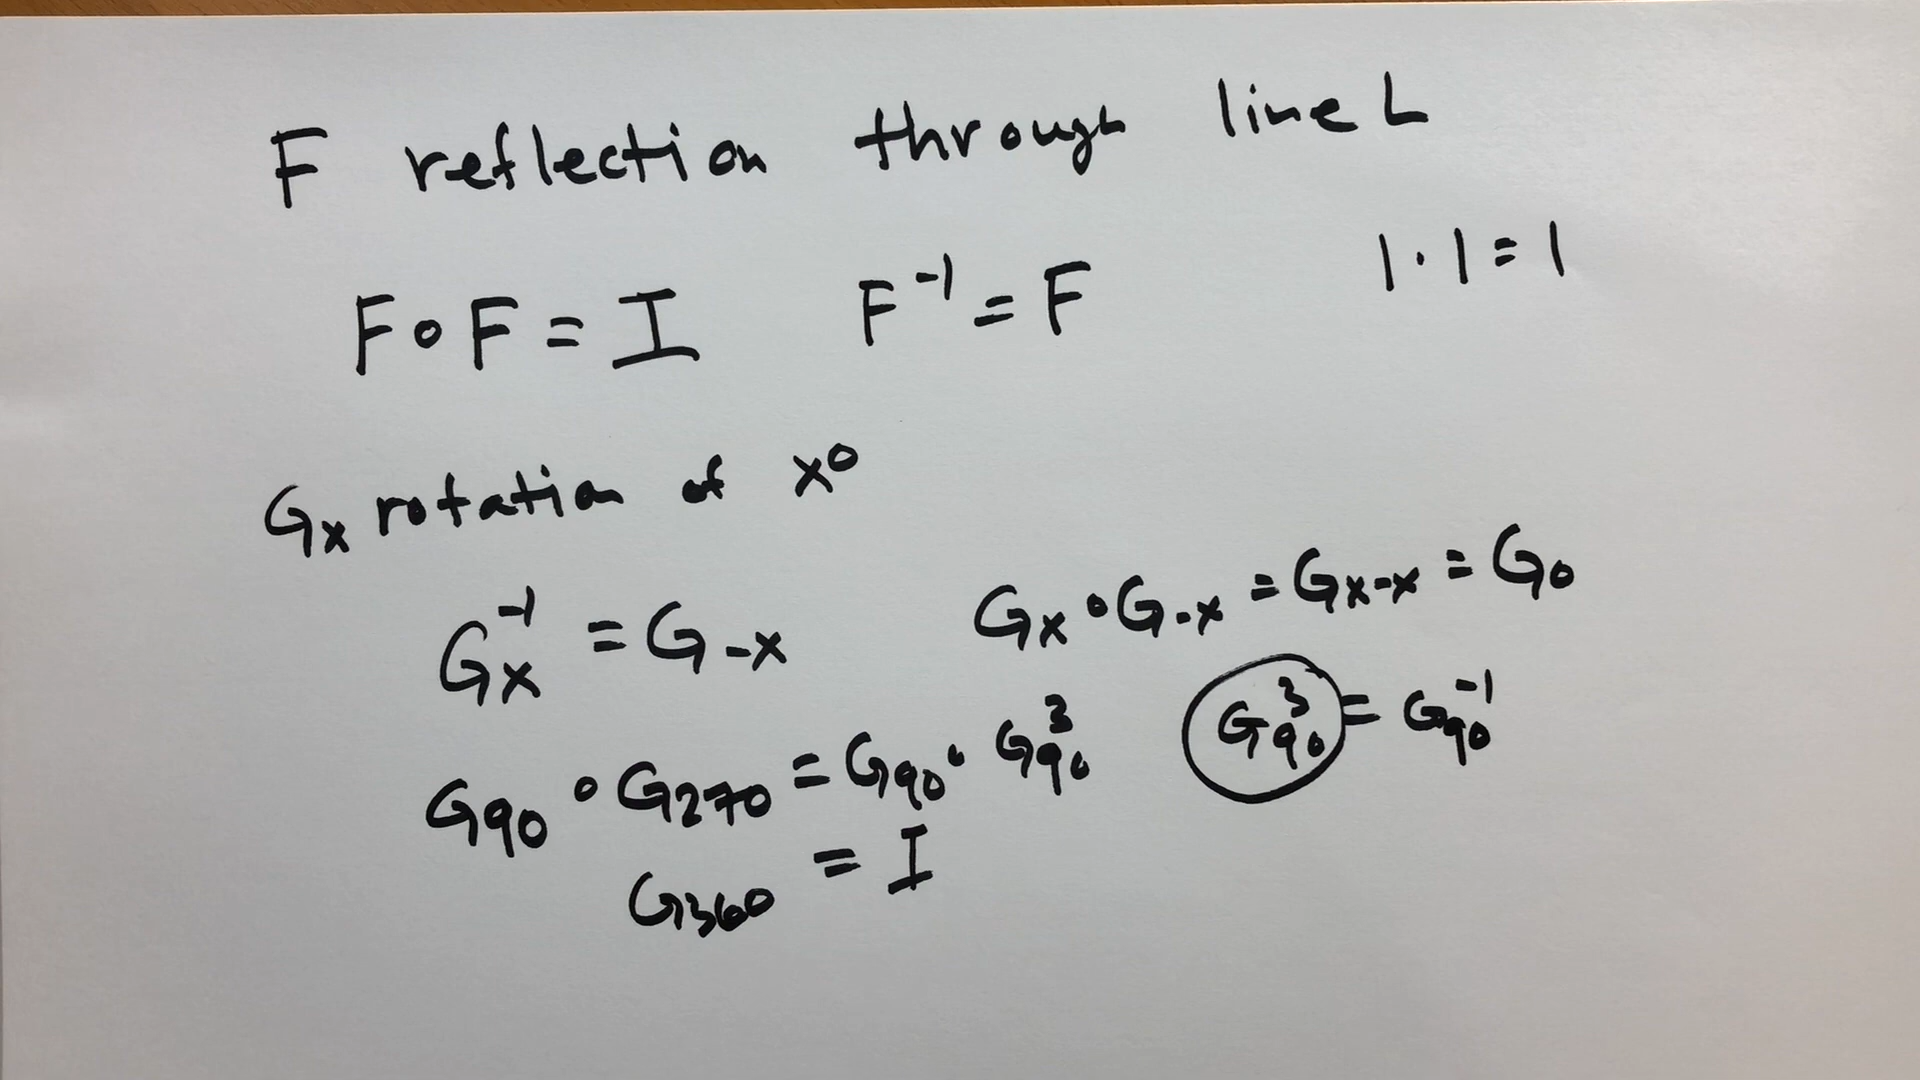 F reflection through line L
F∘F = I F⁻¹ = F 1·1=1
Gₓ rotation of x°
Gₓ⁻¹ = G₋ₓ Gₓ∘G₋ₓ = Gₓ₋ₓ = G₀
G₉₀∘G₂₇₀ = G₉₀∘G₉₀³ G₉₀³ = G₉₀⁻¹
G₃₆₀ = I